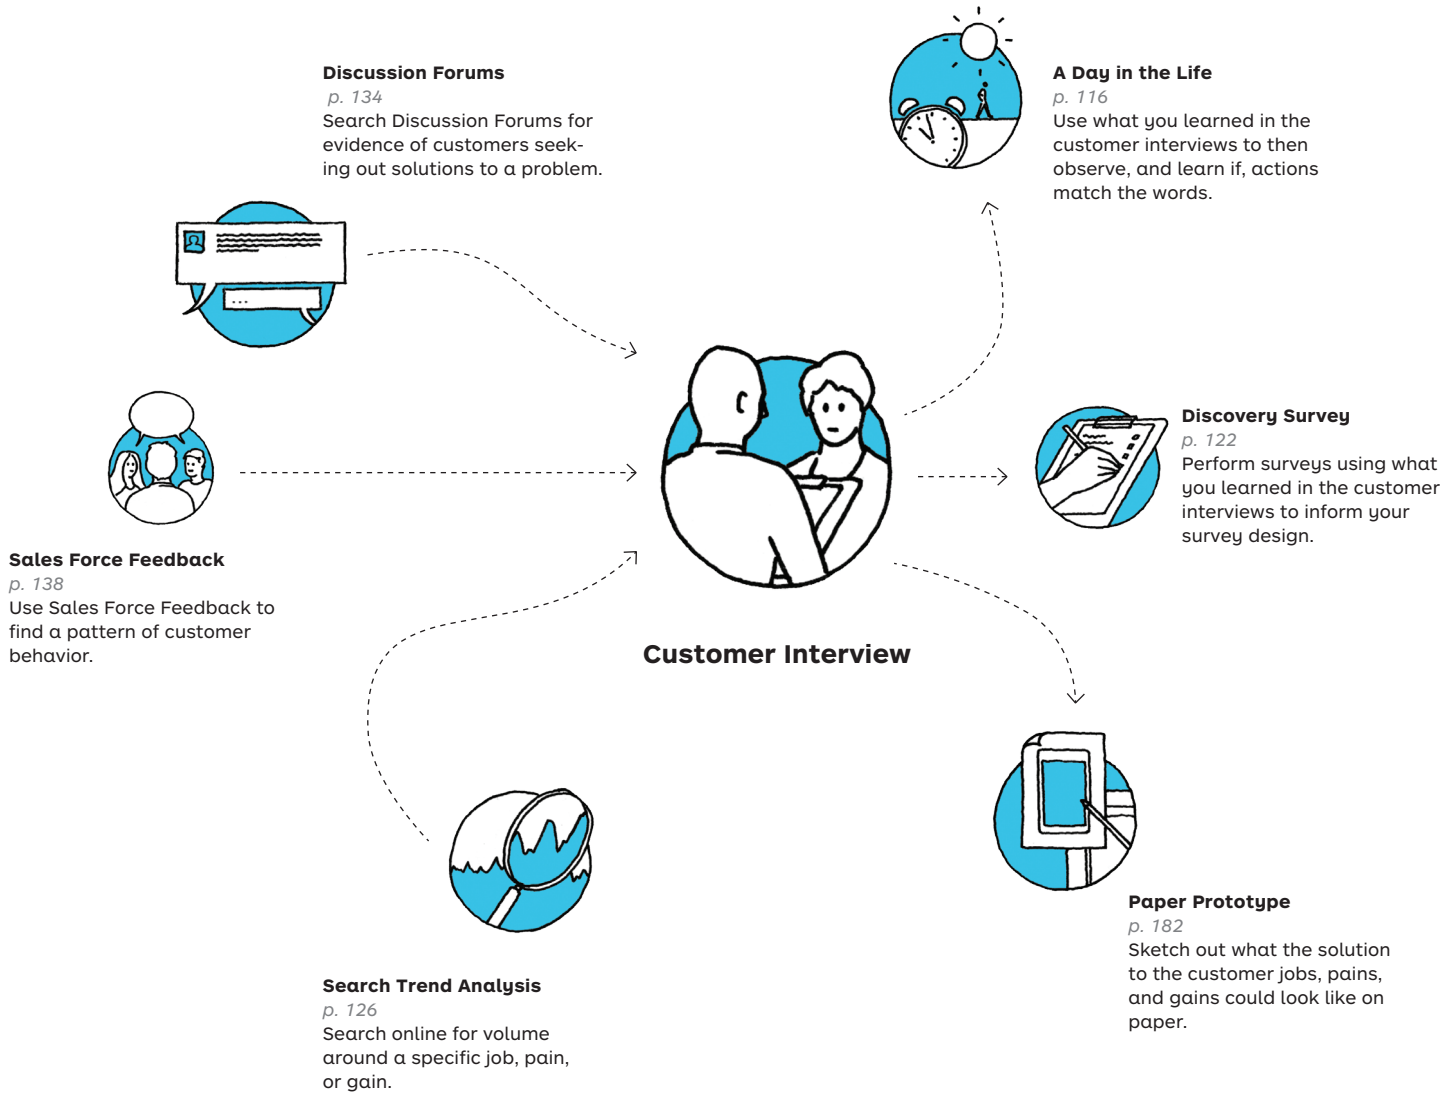 Discussion Forums
p. 134
Search Discussion Forums for
evidence of customers seek-
ing out solutions to a problem.
A Day in the Life
p. 116
Use what you learned in the
customer interviews to then
observe, and learn if, actions
match the words.
Sales Force Feedback
p. 138
Use Sales Force Feedback to
find a pattern of customer
behavior.
Customer Interview
Discovery Survey
p. 122
Perform surveys using what
you learned in the customer
interviews to inform your
survey design.
Search Trend Analysis
p. 126
Search online for volume
around a specific job, pain,
or gain.
Paper Prototype
p. 182
Sketch out what the solution
to the customer jobs, pains,
and gains could look like on
paper.